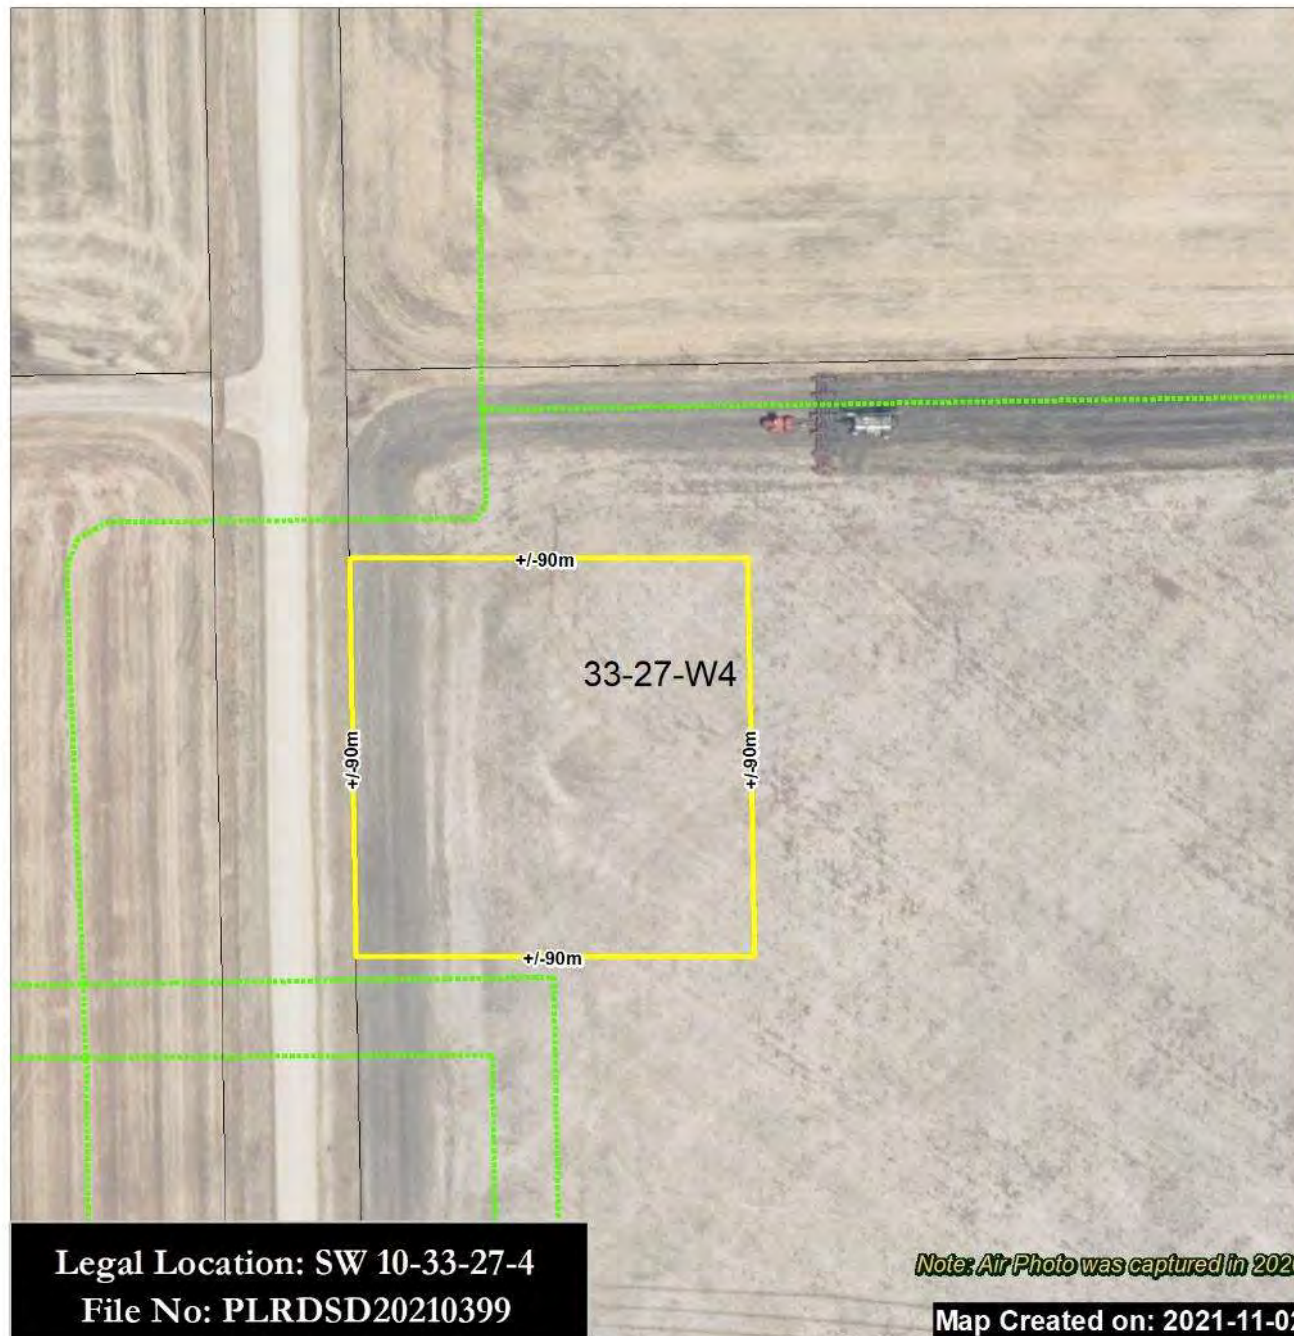 +/-90m
33-27-W4
+/-90m
+/-90m
+/-90m
Legal Location: SW 10-33-27-4
File No: PLRDSD20210399
Note: Air Photo was captured in
Map Created on: